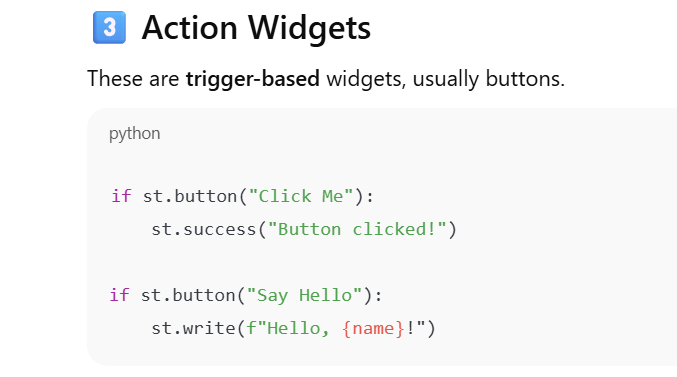 3 Action Widgets
These are trigger-based widgets, usually buttons.
python
if st.button("Click Me"):
    st.success("Button clicked!")
if st.button("Say Hello"):
    st.write(f"Hello, {name}!")